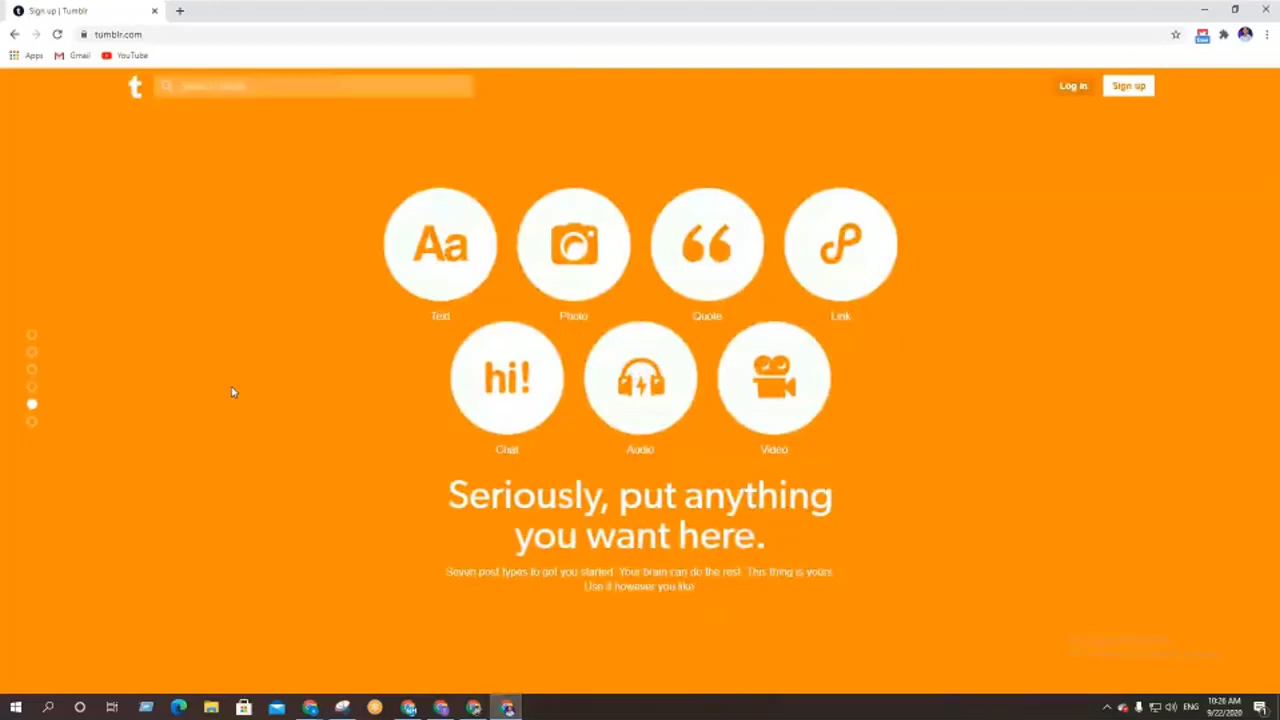 Sign up | Tumblr
tumblr.com
Apps Gmail YouTube
t
Log in Sign up
Aa
Text Photo Quote Link
hi!
Chat Audio Video
Seriously, put anything
you want here.
Seven post types to get you started. Your brain can do the rest. This thing is yours.
Use it however you like.
ENG
10:26 AM
9/22/2020